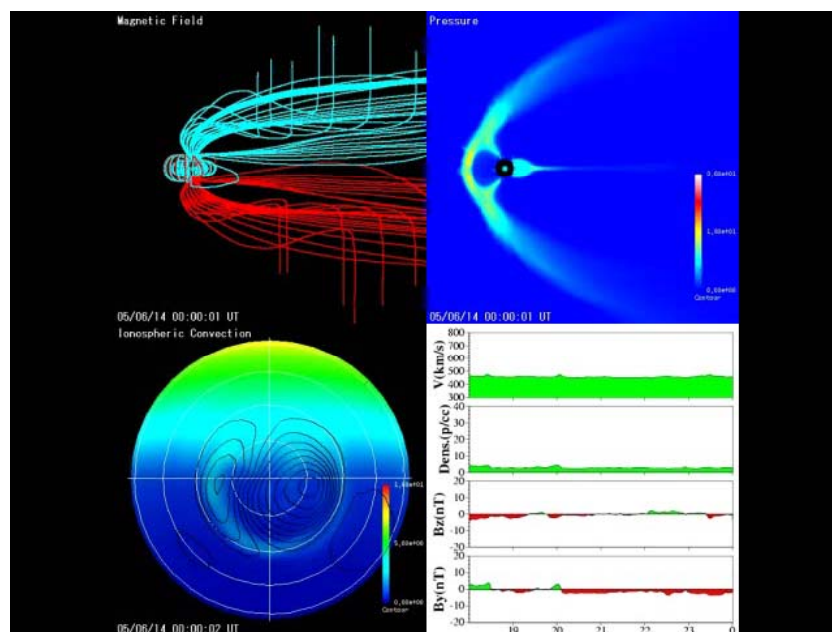 Magnetic Field
05/06/14 00:00:01 UT
Pressure
Contour
05/06/14 00:00:01 UT
Ionospheric Convection
Contour
05/06/14 00:00:02 UT
V(km/s)
800
700
600
500
400
300
Dens.(p/cc)
40
30
20
10
0
Bz(nT)
20
10
0
-10
-20
By(nT)
20
10
0
-10
-20
19 20 21 22 23 0